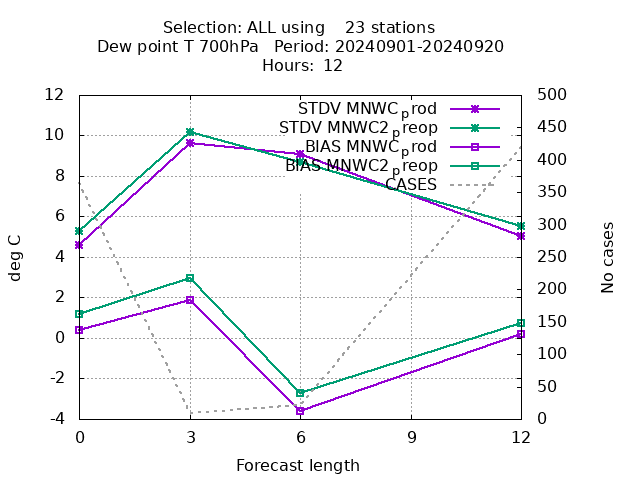 Selection: ALL using 23 stations
Dew point T 700hPa Period: 20240901-20240920
Hours: 12
STDV MNWC_prod
STDV MNWC2_preop
BIAS MNWC_prod
BIAS MNWC2_preop
CASES
deg C
12
10
8
6
4
2
0
-2
-4
500
450
400
350
300
250
200
150
100
50
0
No cases
0 3 6 9 12
Forecast length